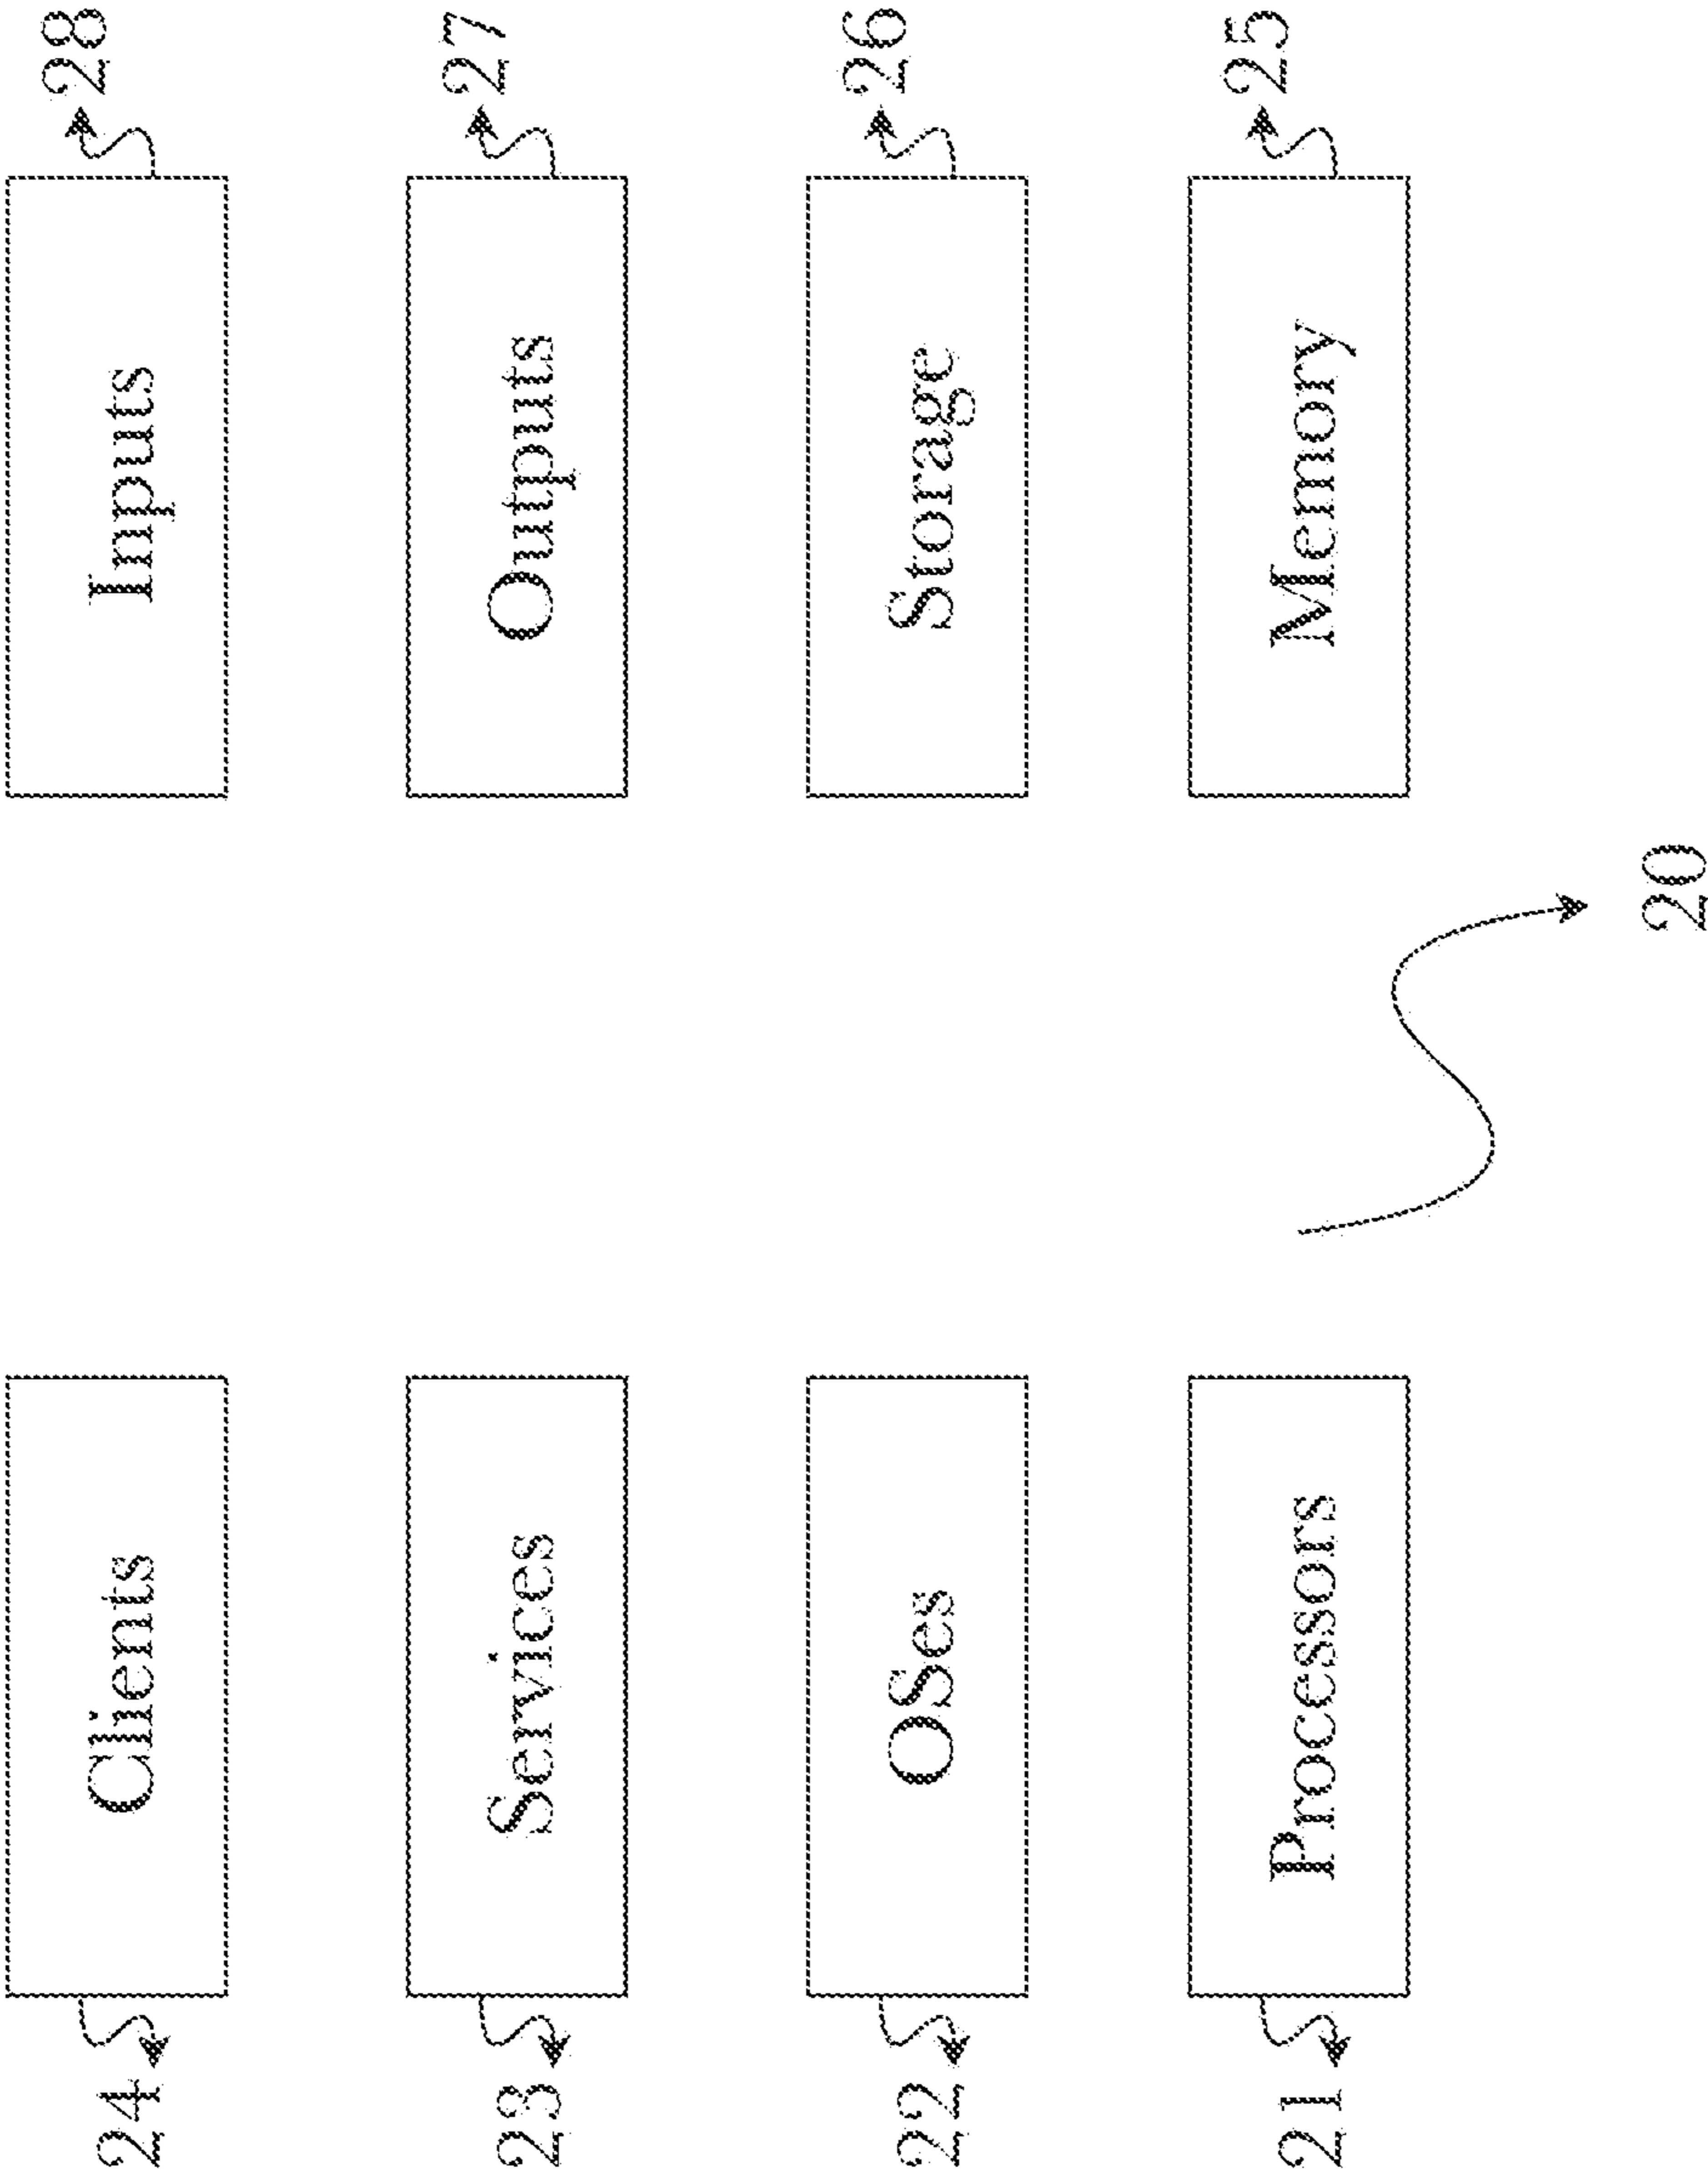 24 Clients Inputs 28
23 Services Outputs 27
22 OSes Storage 26
21 Processors Memory 25
20